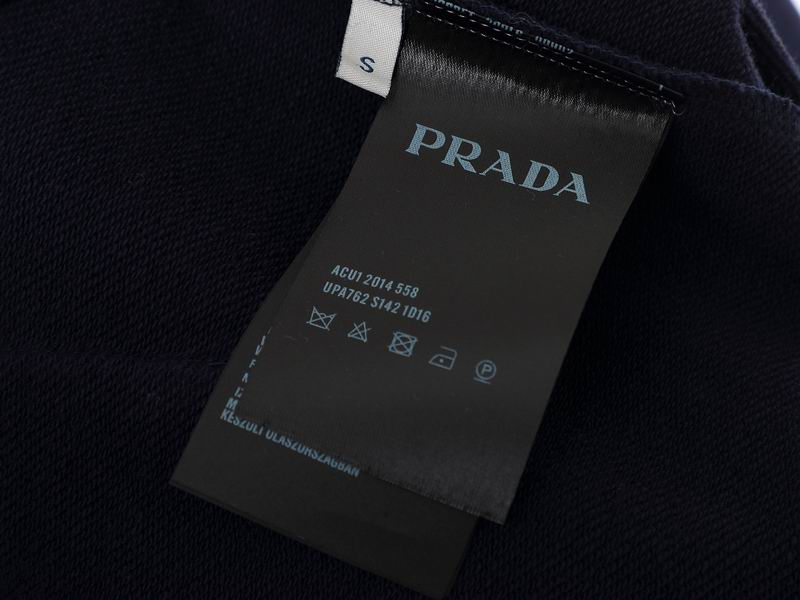 S
PRADA
ACU1 2014 558
UPA762 S142 1D16
P
KÉSZÜLT OLASZORSZÁGBAN